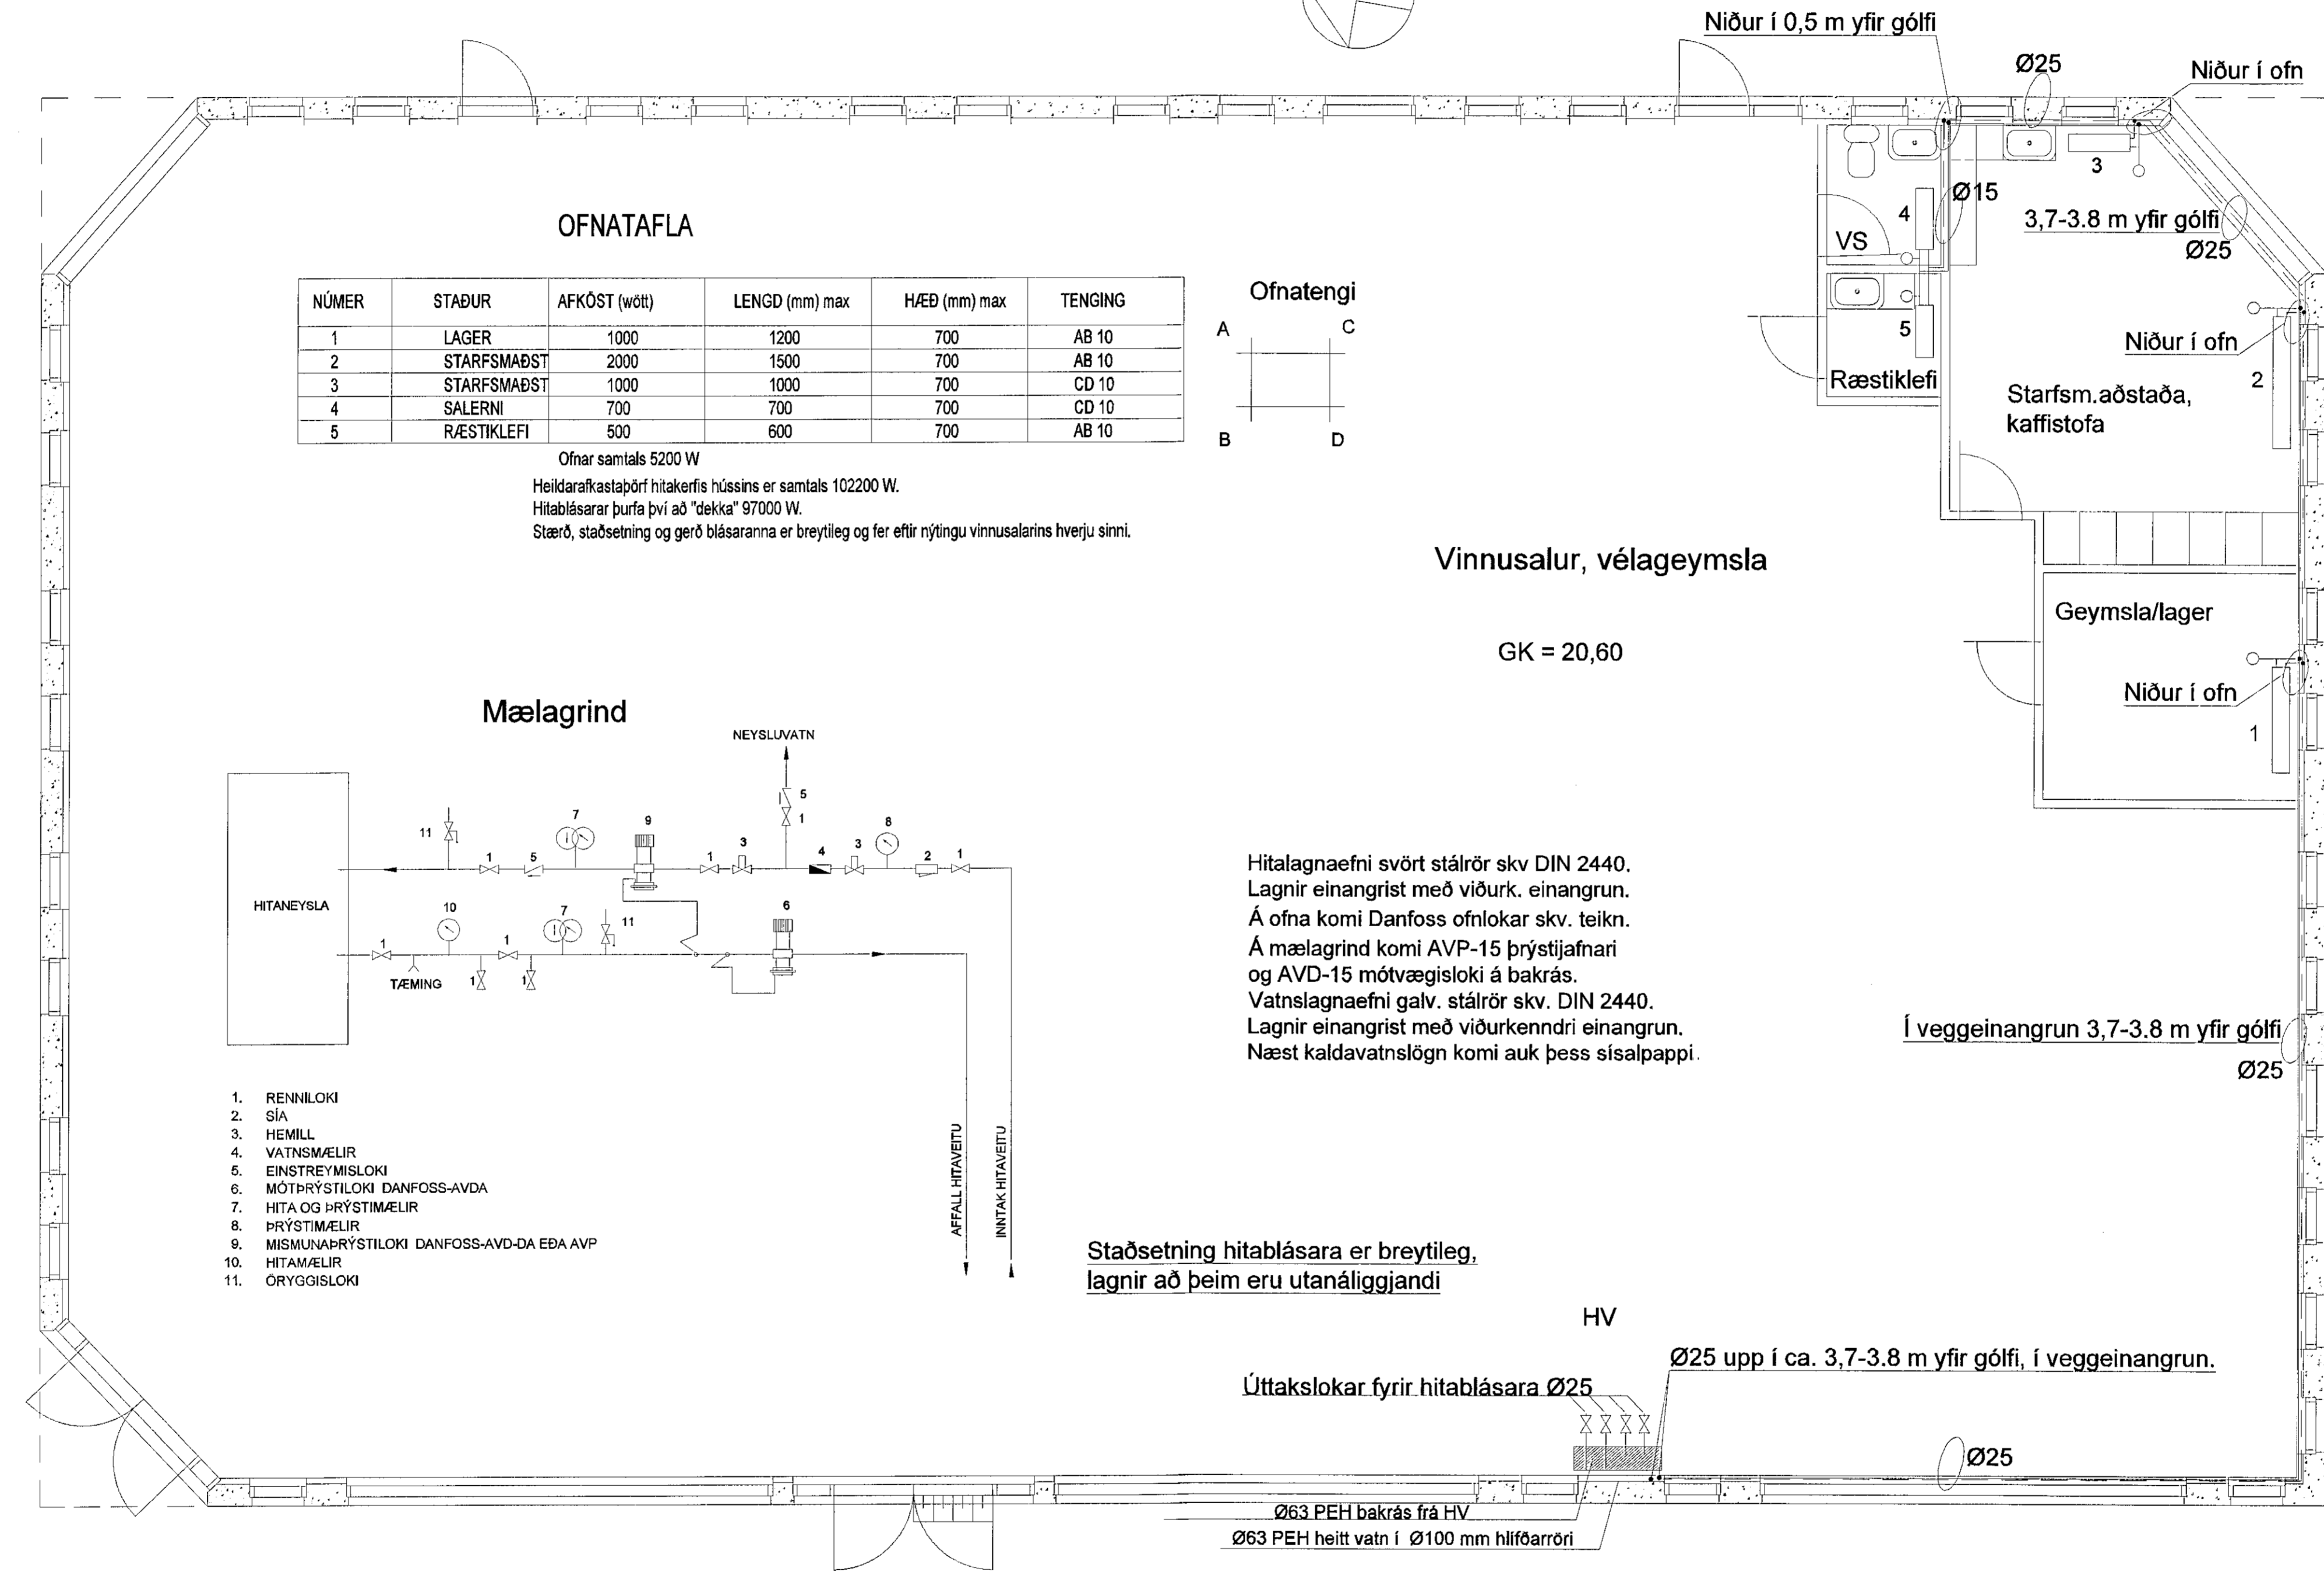 Niður í 0,5 m yfir gólfi
Ø25
Niður í ofn
3
Ø15
4
3,7-3.8 m yfir gólfi
Ø25
VS
5
Ræstiklefi
Niður í ofn
2
Starfsm.aðstaða,
kaffistofa
OFNATAFLA
NÚMER STAÐUR AFKÖST (wött) LENGD (mm) max HÆÐ (mm) max TENGING
1 LAGER 1000 1200 700 AB 10
2 STARFSMAÐST 2000 1500 700 AB 10
3 STARFSMAÐST 1000 1000 700 CD 10
4 SALERNI 700 700 700 CD 10
5 RÆSTIKLEFI 500 600 700 AB 10
Ofnar samtals 5200 W
Heildarafkastaþörf hitakerfis hússins er samtals 102200 W.
Hitablásarar þurfa því að "dekka" 97000 W.
Stærð, staðsetning og gerð blásaranna er breytileg og fer eftir nýtingu vinnusalarins hverju sinni.
Ofnatengi
A C
B D
Vinnusalur, vélageymsla
GK = 20,60
Geymsla/lager
Niður í ofn
1
Mælagrind
NEYSLUVATN
5
1
7
9
8
11
3
4
3
2
1
1
5
1
HITANEYSLA
10
7
11
6
1
1
TÆMING
1
1
AFFALL HITAVEITU
INNTAK HITAVEITU
1. RENNILOKI
2. SÍA
3. HEMILL
4. VATNSMÆLIR
5. EINSTREYMISLOKI
6. MÓTÞRÝSTILOKI DANFOSS-AVDA
7. HITA OG ÞRÝSTIMÆLIR
8. ÞRÝSTIMÆLIR
9. MISMUNAÞRÝSTILOKI DANFOSS-AVD-DA EÐA AVP
10. HITAMÆLIR
11. ÖRYGGISLOKI
Hitalagnaefni svört stálrör skv DIN 2440.
Lagnir einangrist með viðurk. einangrun.
Á ofna komi Danfoss ofnlokar skv. teikn.
Á mælagrind komi AVP-15 þrýstijafnari
og AVD-15 mótvægisloki á bakrás.
Vatnslagnaefni galv. stálrör skv. DIN 2440.
Lagnir einangrist með viðurkenndri einangrun.
Næst kaldavatnslögn komi auk þess sísalpappi.
Í veggeinangrun 3,7-3.8 m yfir gólfi
Ø25
Staðsetning hitablásara er breytileg,
lagnir að þeim eru utanáliggjandi
HV
Ø25 upp í ca. 3,7-3.8 m yfir gólfi, í veggeinangrun.
Úttakslokar fyrir hitablásara Ø25
Ø25
Ø63 PEH bakrás frá HV
Ø63 PEH heitt vatn í Ø100 mm hlífðarröri